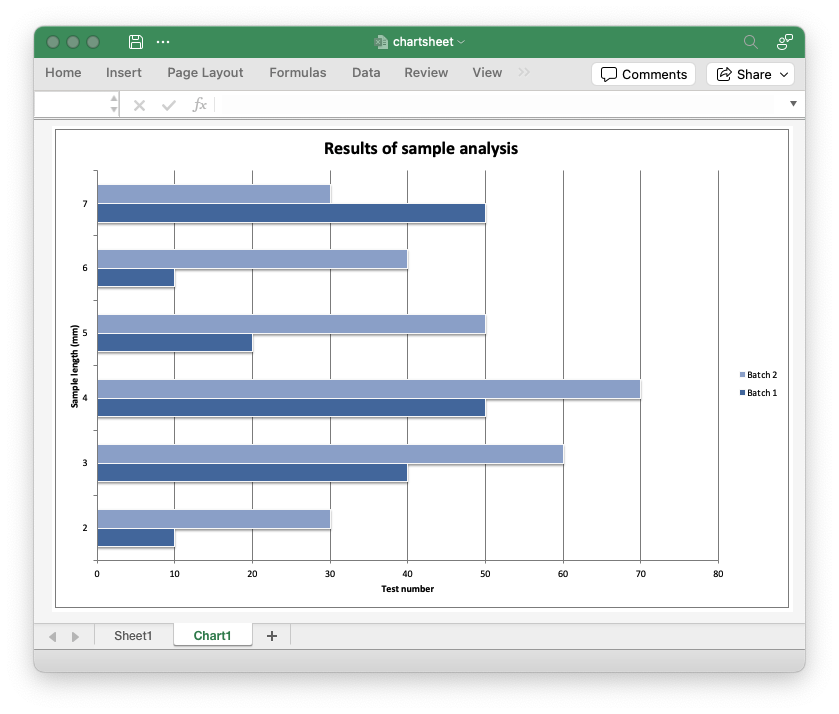 chartsheet
Home Insert Page Layout Formulas Data Review View Comments Share
fx
Results of sample analysis
7
6
5
4
3
2
Sample length (mm)
Batch 2
Batch 1
0 10 20 30 40 50 60 70 80
Test number
Sheet1 Chart1 +